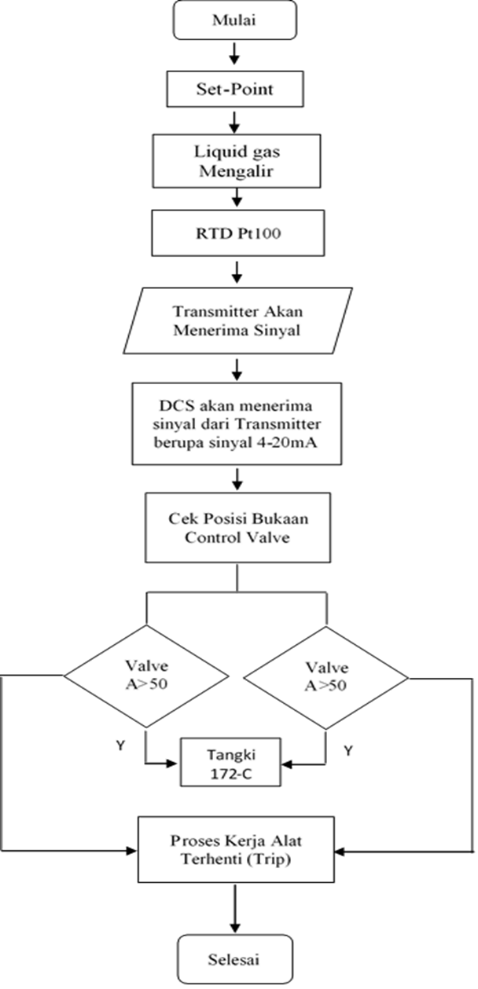 Mulai
Set-Point
Liquid gas
Mengalir
RTD Pt100
Transmitter Akan
Menerima Sinyal
DCS akan menerima
sinyal dari Transmitter
berupa sinyal 4-20mA
Cek Posisi Bukaan
Control Valve
Valve
A>50
Valve
A>50
Y
Tangki
172-C
Y
Proses Kerja Alat
Terhenti (Trip)
Selesai